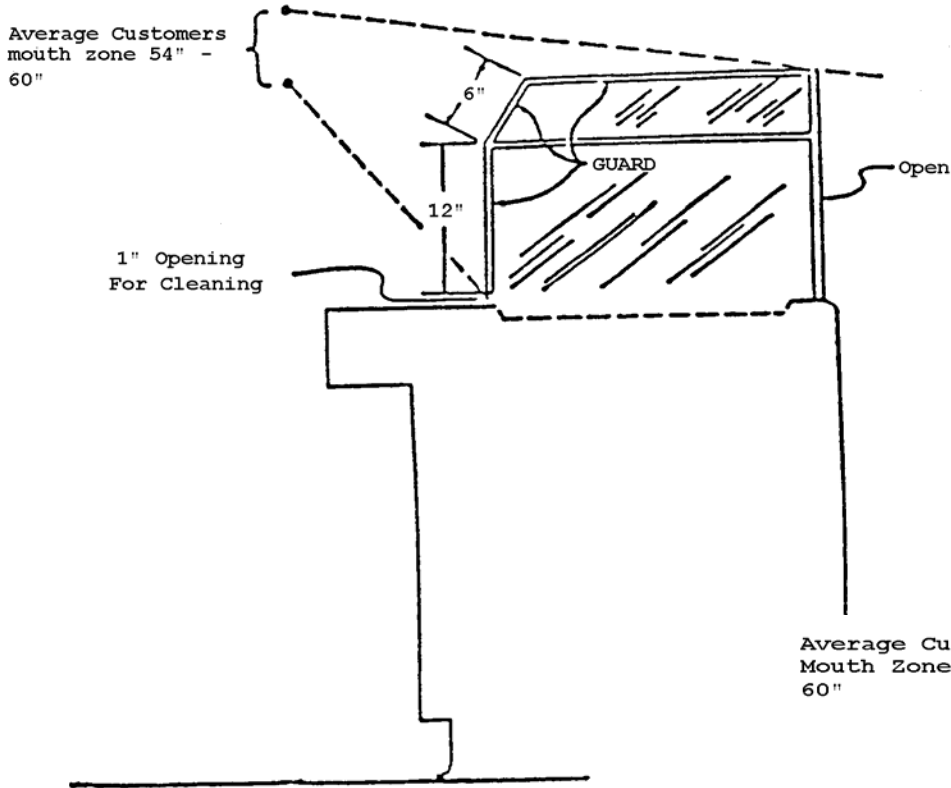 Average Customers
mouth zone 54" -
60"
6"
GUARD
Open
12"
1" Opening
For Cleaning
Average Cu
Mouth Zone
60"